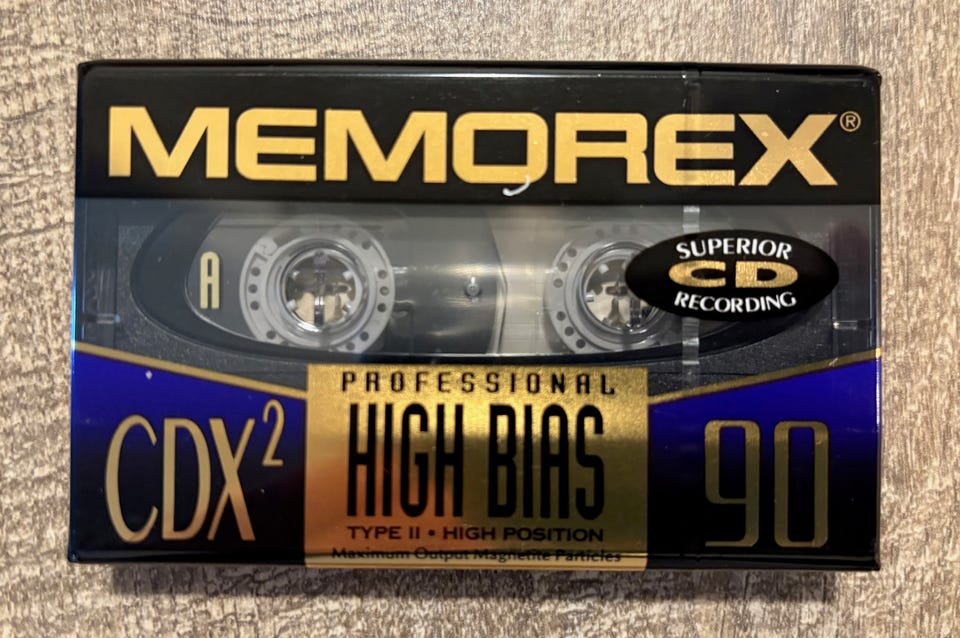 MEMOREX®
A
SUPERIOR
CD
RECORDING
PROFESSIONAL
HIGH BIAS
CDX²
90
TYPE II • HIGH POSITION
Maximum Output Magnetite Particles